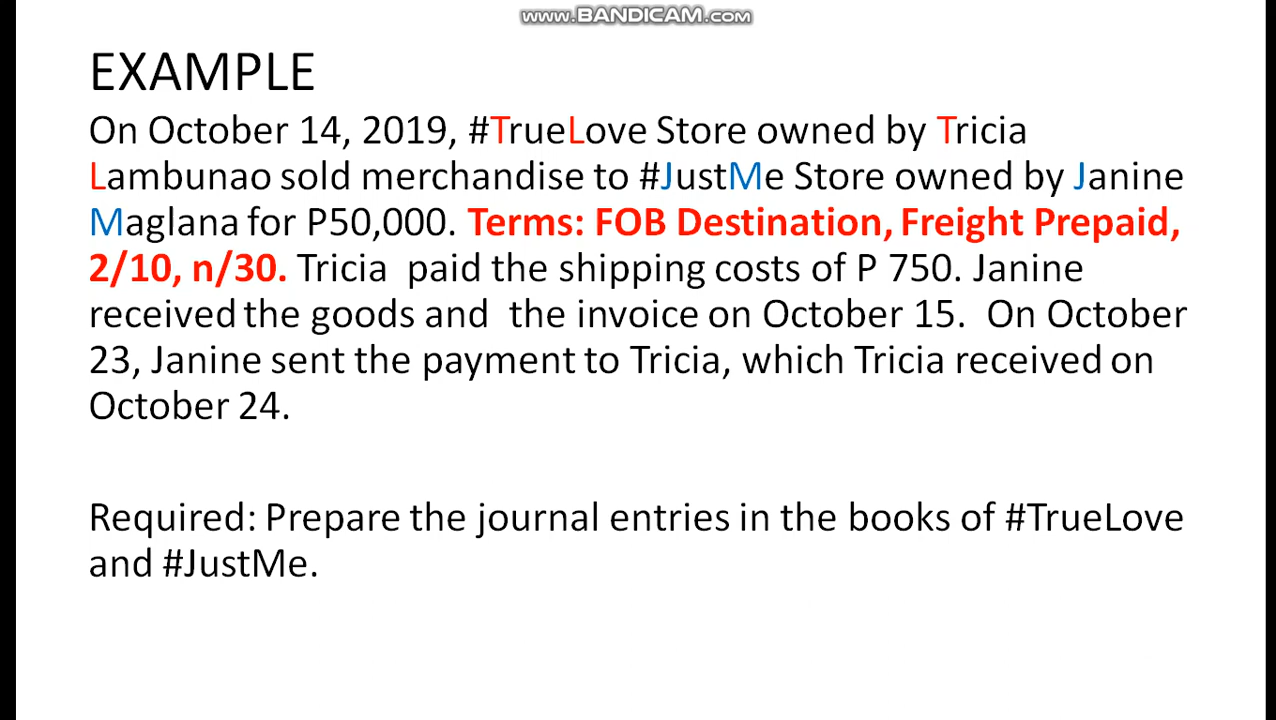 www.BANDICAM.com
EXAMPLE
On October 14, 2019, #TrueLove Store owned by Tricia
Lambunao sold merchandise to #JustMe Store owned by Janine
Maglana for P50,000. Terms: FOB Destination, Freight Prepaid,
2/10, n/30. Tricia paid the shipping costs of P 750. Janine
received the goods and the invoice on October 15. On October
23, Janine sent the payment to Tricia, which Tricia received on
October 24.
Required: Prepare the journal entries in the books of #TrueLove
and #JustMe.